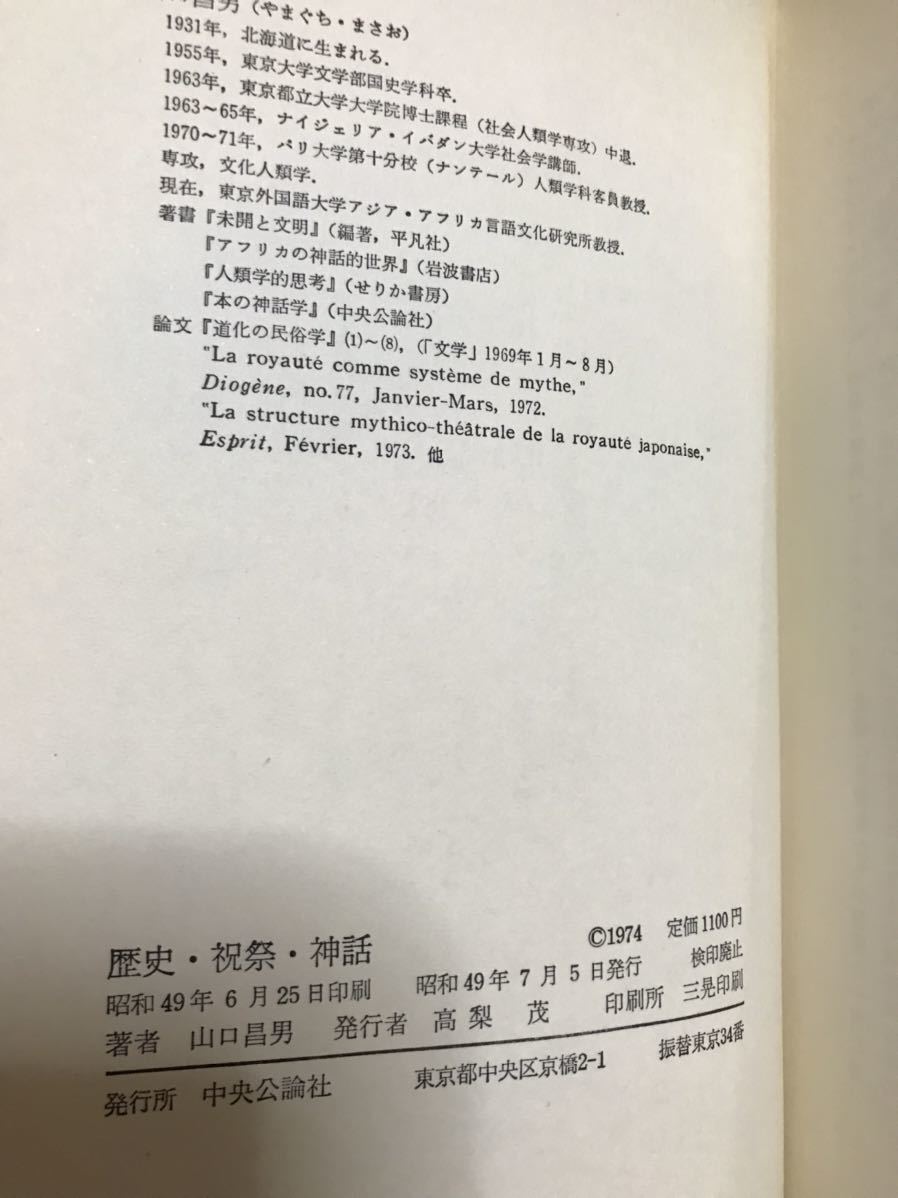 昌男（やまぐち・まさお）
1931年，北海道に生まれる．
1955年，東京大学文学部国史学科卒．
1963年，東京都立大学大学院博士課程（社会人類学専攻）中退．
1963〜65年，ナイジェリア・イバダン大学社会学講師．
1970〜71年，パリ大学第十分校（ナンテール）人類学科客員教授．
専攻，文化人類学．
現在，東京外国語大学アジア・アフリカ言語文化研究所教授．
著書『未開と文明』（編著，平凡社）
『アフリカの神話的世界』（岩波書店）
『人類学的思考』（せりか書房）
『本の神話学』（中央公論社）
論文『道化の民俗学』⑴〜⑻，（「文学」1969年1月〜8月）
"La royauté comme système de mythe,"
Diogène, no.77, Janvier-Mars, 1972.
"La structure mythico-théâtrale de la royauté japonaise,"
Esprit, Février, 1973. 他
歴史・祝祭・神話 ©1974 定価1100円
昭和49年6月25日印刷 昭和49年7月5日発行 検印廃止
著者 山口昌男 発行者 高梨 茂 印刷所 三晃印刷
発行所 中央公論社 東京都中央区京橋2-1 振替東京34番